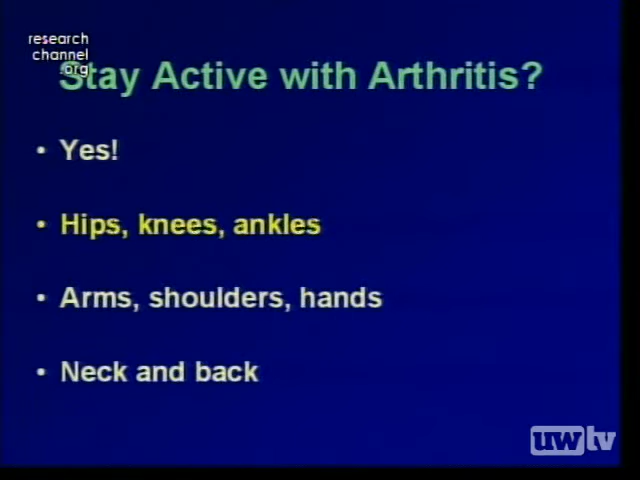 research
channel
.org
Stay Active with Arthritis?
• Yes!
• Hips, knees, ankles
• Arms, shoulders, hands
• Neck and back
uwtv